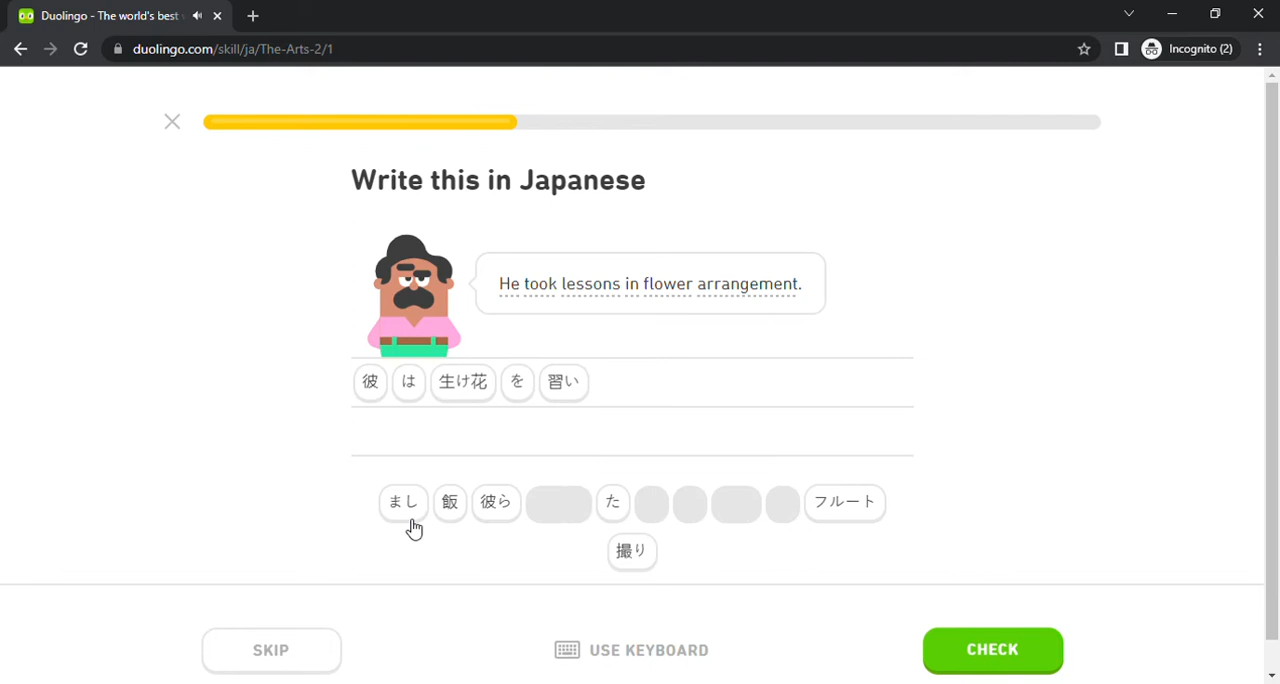 Duolingo - The world's best
duolingo.com/skill/ja/The-Arts-2/1
Incognito (2)
Write this in Japanese
He took lessons in flower arrangement.
彼 は 生け花 を 習い
まし 飯 彼ら た フルート
撮り
SKIP
USE KEYBOARD
CHECK